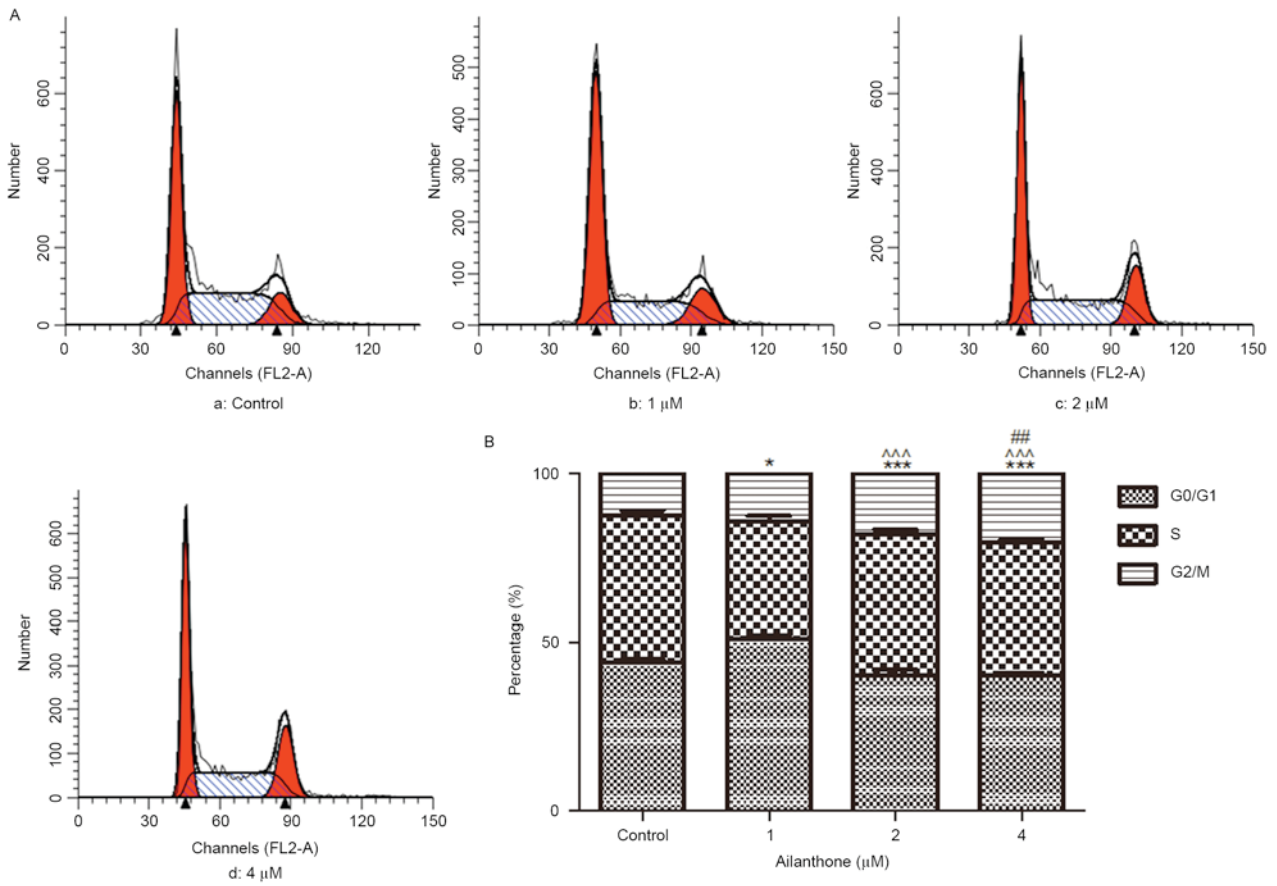 A
Number
600
400
200
0
0 30 60 90 120
Channels (FL2-A)
a: Control
Number
500
400
300
200
100
0
0 30 60 90 120 150
Channels (FL2-A)
b: 1 μM
Number
600
400
200
0
0 30 60 90 120 150
Channels (FL2-A)
c: 2 μM
Number
600
500
400
300
200
100
0
0 30 60 90 120 150
Channels (FL2-A)
d: 4 μM
B
##
^^^ ^^^
* *** ***
Percentage (%)
100
50
0
Control 1 2 4
Ailanthone (μM)
G0/G1
S
G2/M